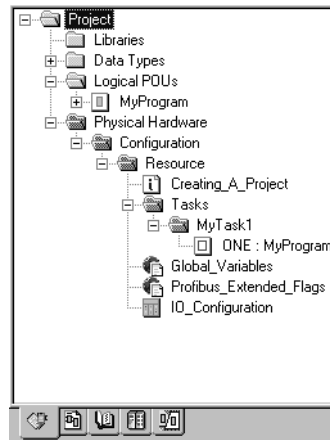 Project
Libraries
Data Types
Logical POUs
MyProgram
Physical Hardware
Configuration
Resource
Creating_A_Project
Tasks
MyTask1
ONE : MyProgram
Global_Variables
Profibus_Extended_Flags
IO_Configuration